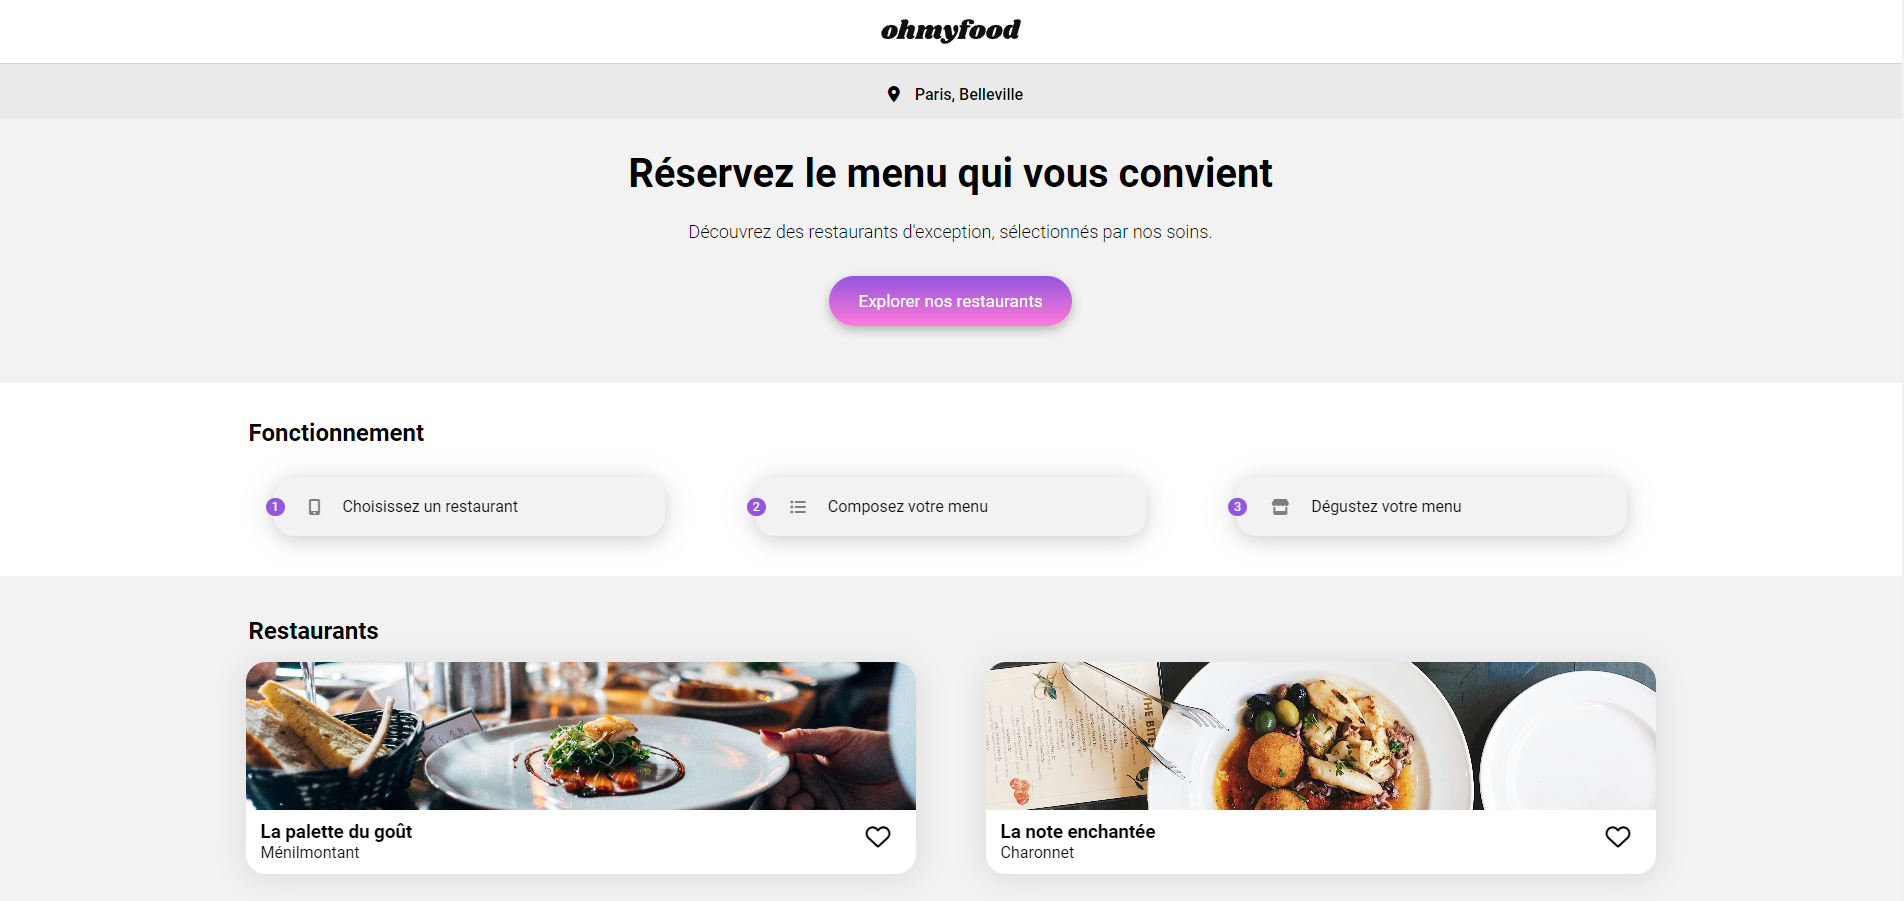 ohmyfood
Paris, Belleville
Réservez le menu qui vous convient
Découvrez des restaurants d'exception, sélectionnés par nos soins.
Explorer nos restaurants
Fonctionnement
1 Choisissez un restaurant
2 Composez votre menu
3 Dégustez votre menu
Restaurants
La palette du goût
Ménilmontant
La note enchantée
Charonnet